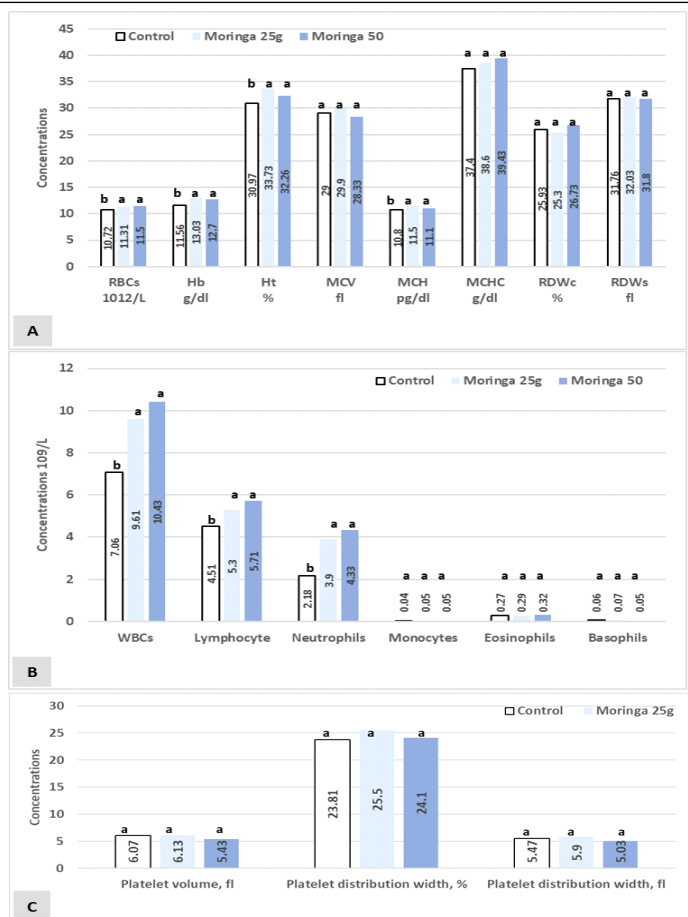 45
Control Moringa 25g Moringa 50
40
35
30
25
20
15
10
5
0
Concentrations
b a a b a a b a a a a a b a a a a a a a a a a a
10.72 11.31 11.5 11.56 13.03 12.7 30.97 33.73 32.26 29 29.9 28.33 10.8 11.5 11.1 37.4 38.6 39.43 25.93 25.3 26.73 31.76 32.03 31.8
RBCs Hb Ht MCV MCH MCHC RDWc RDWs
1012/L g/dl % fl pg/dl g/dl % fl
A
12
Control Moringa 25g Moringa 50
10
8
6
4
2
0
Concentrations 109/L
b a a b a a b a a a a a a a a a a a
7.06 9.61 10.43 4.51 5.3 5.71 2.18 3.9 4.33 0.04 0.05 0.05 0.27 0.29 0.32 0.06 0.07 0.05
WBCs Lymphocyte Neutrophils Monocytes Eosinophils Basophils
B
30
Control Moringa 25g
25
20
15
10
5
0
Concentrations
a a a a a a a a a
6.07 6.13 5.43 23.81 25.5 24.1 5.47 5.9 5.03
Platelet volume, fl Platelet distribution width, % Platelet distribution width, fl
C